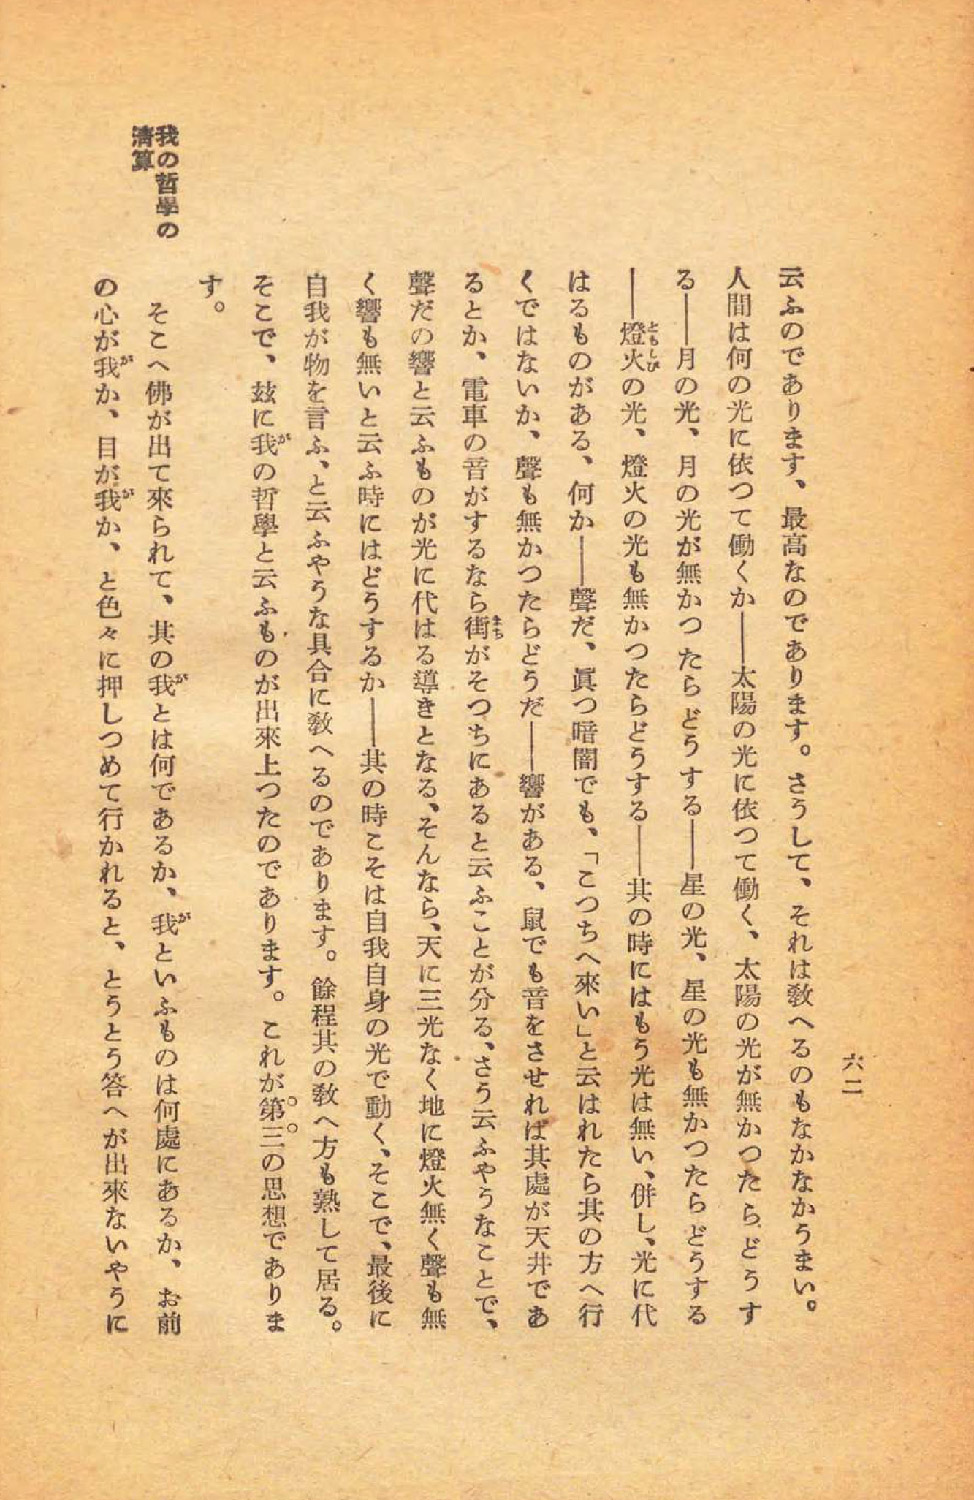 六二
云ふのであります、最高なのであります。さうして、それは敎へるのもなかなかうまい。
人間は何の光に依つて働くか――太陽の光に依つて働く、太陽の光が無かつたらどうす
る――月の光、月の光が無かつたらどうする――星の光、星の光も無かつたらどうする
――燈火の光、燈火の光も無かつたらどうする――其の時にはもう光は無い、併し、光に代
はるものがある、何か――聲だ、眞つ暗闇でも、「こつちへ來い」と云はれたら其の方へ行
くではないか、聲も無かつたらどうだ――響がある、鼠でも音をさせれば其處が天井であ
るとか、電車の音がするなら街がそつちにあると云ふことが分る、さう云ふやうなことで、
聲だの響と云ふものが光に代はる導きとなる、そんなら、天に三光なく地に燈火無く聲も無
く響も無いと云ふ時にはどうするか――其の時こそは自我自身の光で動く、そこで、最後に
自我が物を言ふ、と云ふやうな具合に敎へるのであります。餘程其の敎へ方も熟して居る。
そこで、玆に我の哲學と云ふものが出來上つたのであります。これが第三の思想でありま
す。
我の哲學の
淸算
そこへ佛が出て來られて、其の我とは何であるか、我といふものは何處にあるか、お前
の心が我か、目が我か、と色々に押しつめて行かれると、とうとう答へが出來ないやうに